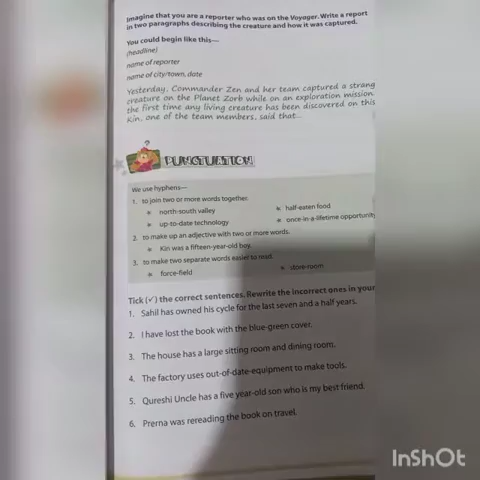 Imagine that you are a reporter who was on the Voyager. Write a report
in two paragraphs describing the creature and how it was captured.
You could begin like this—
(headline)
name of reporter
name of city/town, date
Yesterday, Commander Zen and her team captured a strang
creature on the Planet Zorb while on an exploration mission.
the first time any living creature has been discovered on this
Kin, one of the team members, said that...
PUNCTUATION
We use hyphens—
1. to join two or more words together.
north-south valley
half-eaten food
up-to-date technology
once-in-a-lifetime opportunity
2. to make up an adjective with two or more words.
Kin was a fifteen-year-old boy.
3. to make two separate words easier to read.
force-field
store-room
Tick (✓) the correct sentences. Rewrite the incorrect ones in your
1. Sahil has owned his cycle for the last seven and a half years.
2. I have lost the book with the blue-green cover.
3. The house has a large sitting room and dining room.
4. The factory uses out-of-date-equipment to make tools.
5. Qureshi Uncle has a five year-old son who is my best friend.
6. Prerna was rereading the book on travel.
InShOt